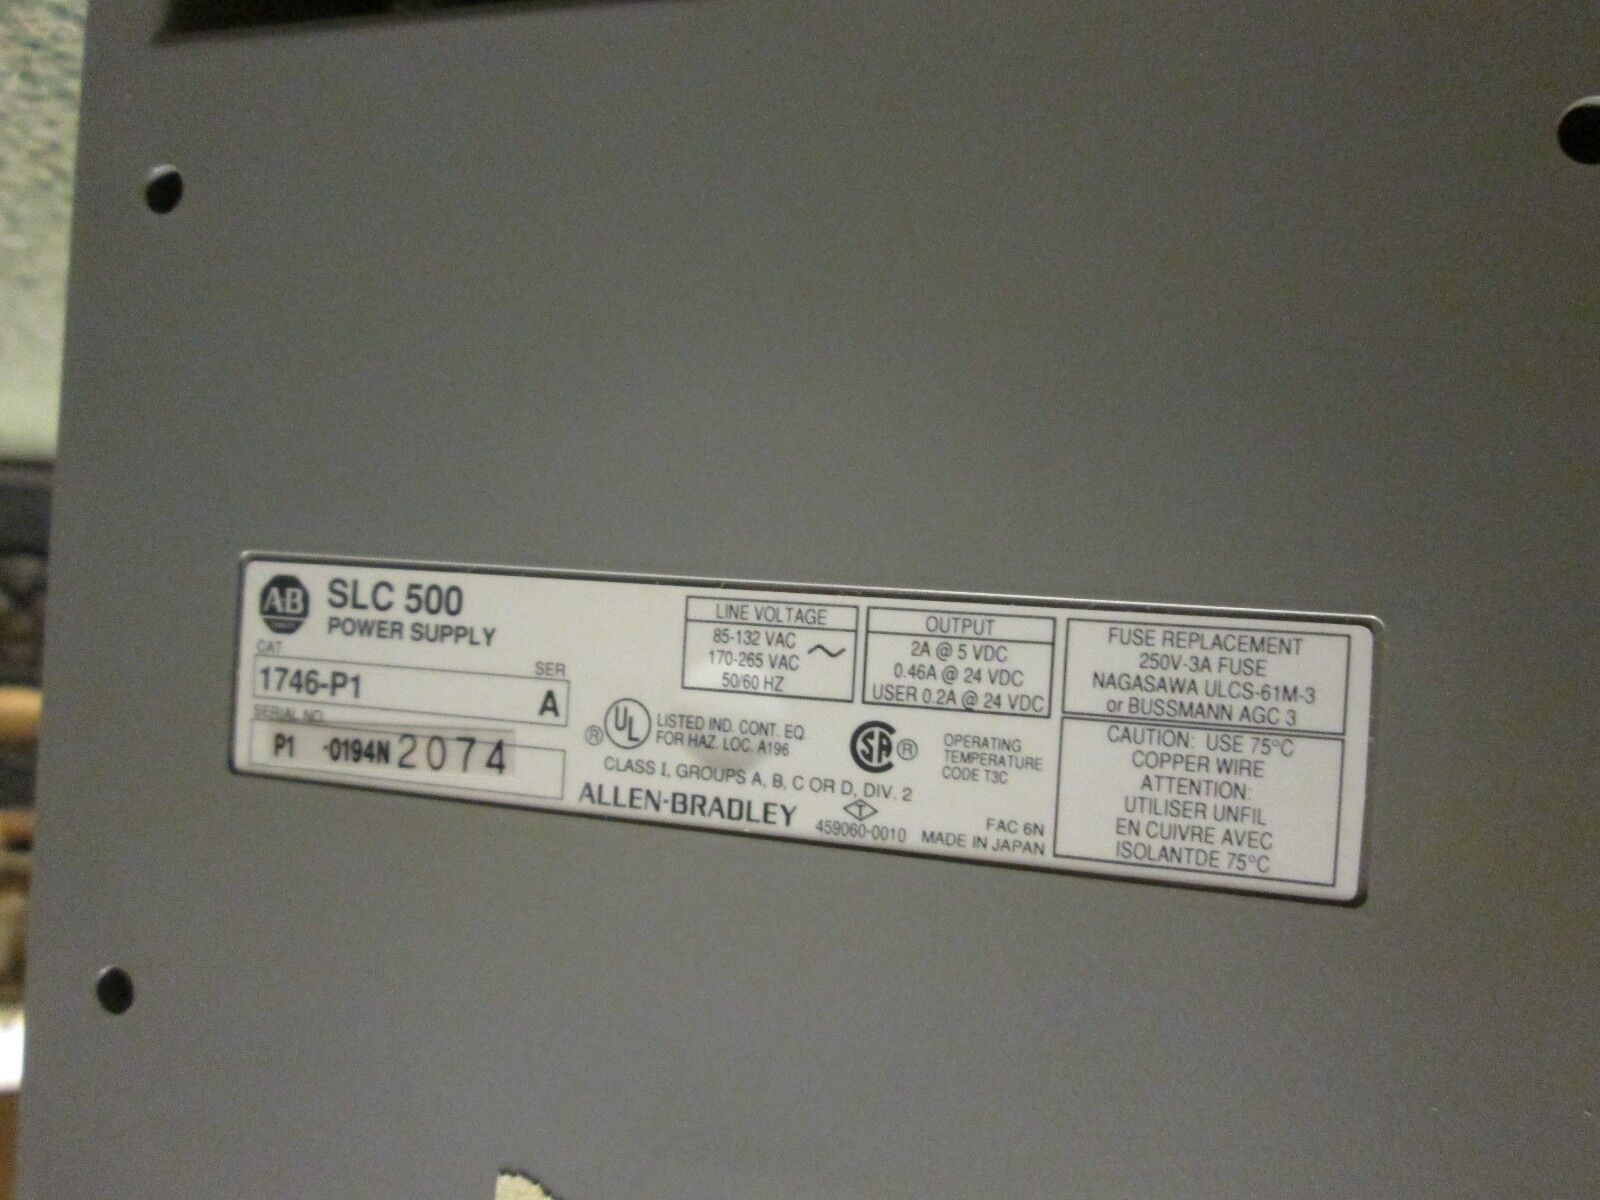 AB
SLC 500
POWER SUPPLY
CAT
1746-P1
SER
A
SERIAL NO.
P1 -0194N 2074
LINE VOLTAGE
85-132 VAC
170-265 VAC
50/60 HZ
OUTPUT
2A @ 5 VDC
0.46A @ 24 VDC
USER 0.2A @ 24 VDC
FUSE REPLACEMENT
250V-3A FUSE
NAGASAWA ULCS-61M-3
or BUSSMANN AGC 3
UL ®
LISTED IND. CONT. EQ.
FOR HAZ. LOC. A196
SA ®
OPERATING
TEMPERATURE
CODE T3C
CLASS I, GROUPS A, B, C OR D, DIV. 2
ALLEN-BRADLEY
T
459060-0010
FAC 6N
MADE IN JAPAN
CAUTION: USE 75°C
COPPER WIRE
ATTENTION:
UTILISER UNFIL
EN CUIVRE AVEC
ISOLANTDE 75°C